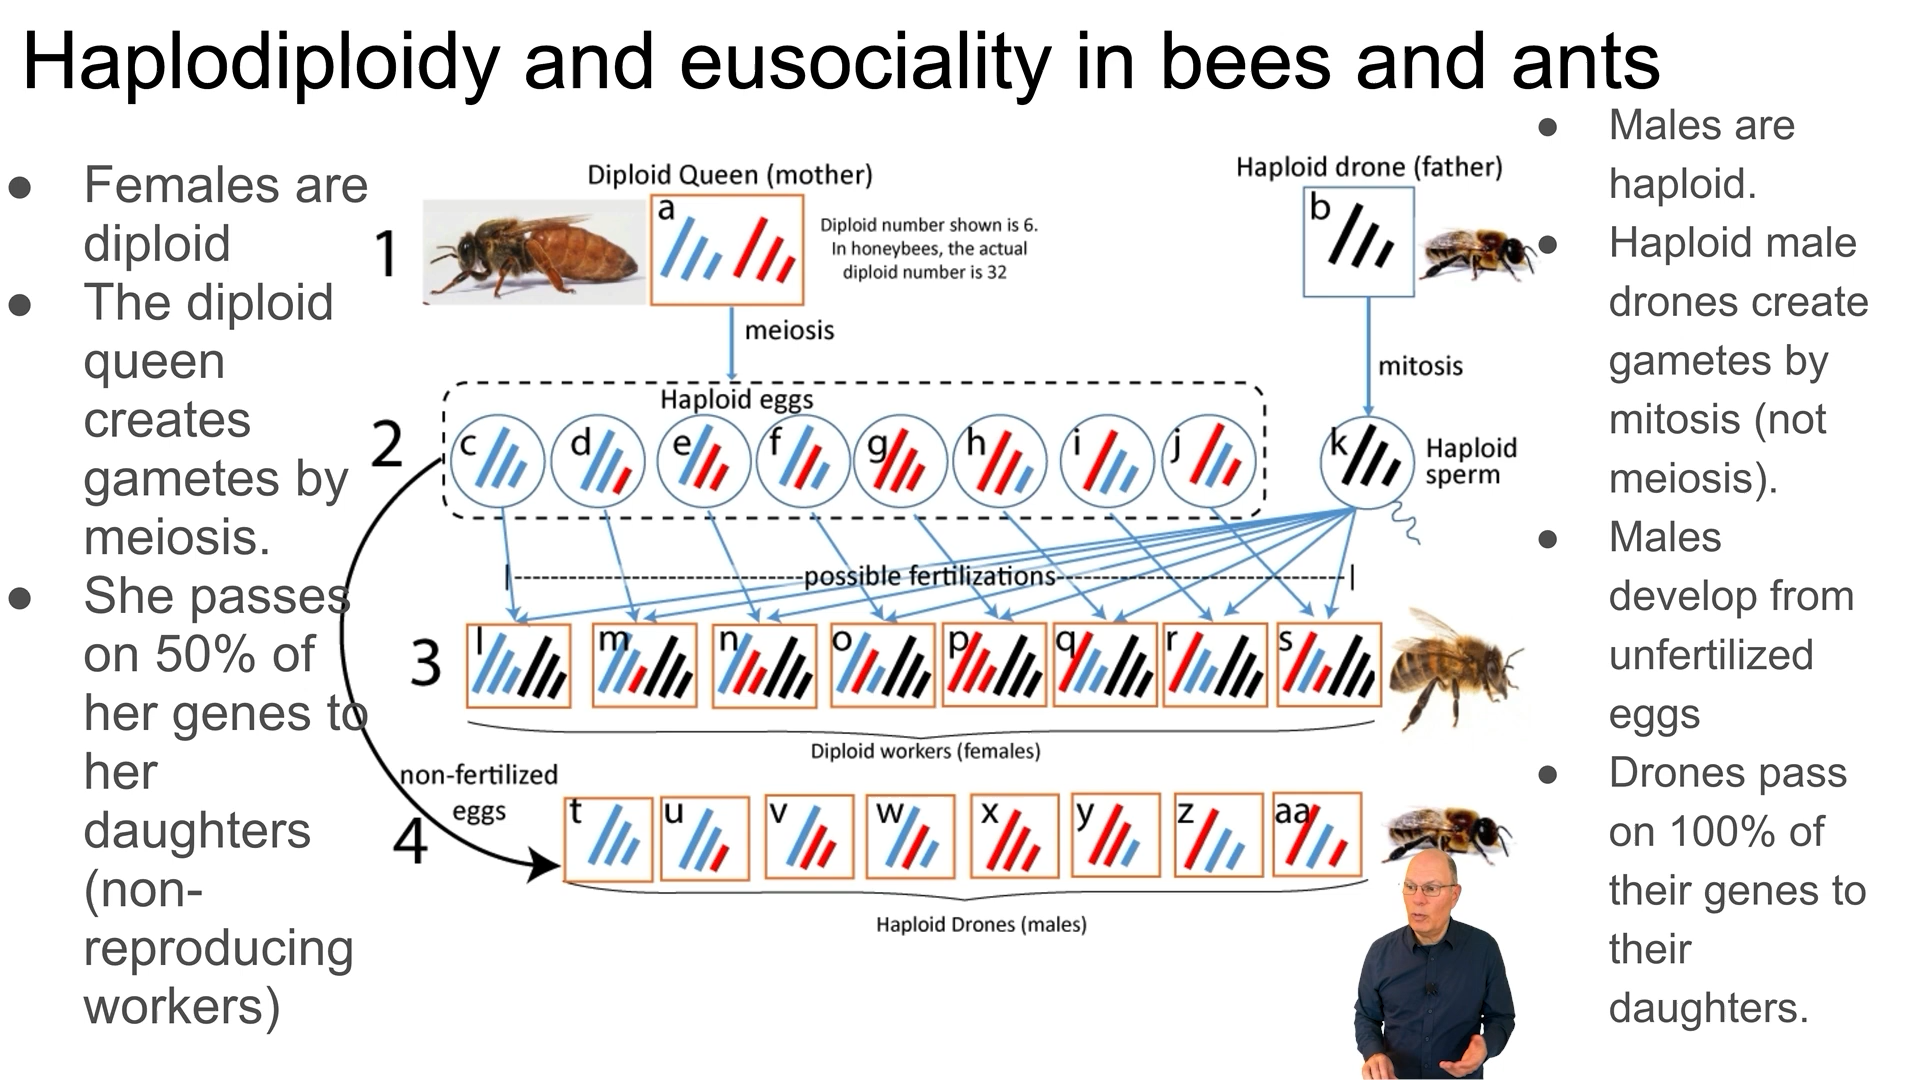 Haplodiploidy and eusociality in bees and ants
● Females are
diploid
● The diploid
queen
creates
gametes by
meiosis.
● She passes
on 50% of
her genes to
her
daughters
(non-
reproducing
workers)
Diploid Queen (mother)
Haploid drone (father)
1
a
Diploid number shown is 6.
In honeybees, the actual
diploid number is 32
b
meiosis
mitosis
2
Haploid eggs
c d e f g h i j
k
Haploid
sperm
possible fertilizations
3
l m n o p q r s
Diploid workers (females)
non-fertilized
eggs
4
t u v w x y z aa
Haploid Drones (males)
● Males are
haploid.
● Haploid male
drones create
gametes by
mitosis (not
meiosis).
● Males
develop from
unfertilized
eggs
● Drones pass
on 100% of
their genes to
their
daughters.